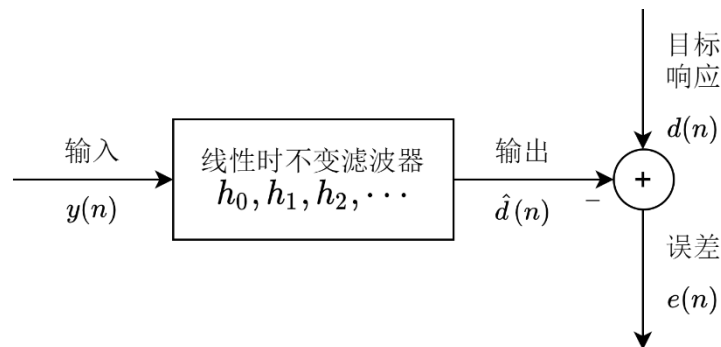 输入
y(n)
线性时不变滤波器
h₀, h₁, h₂, ⋯
输出
d̂(n)
−
+
目标
响应
d(n)
误差
e(n)